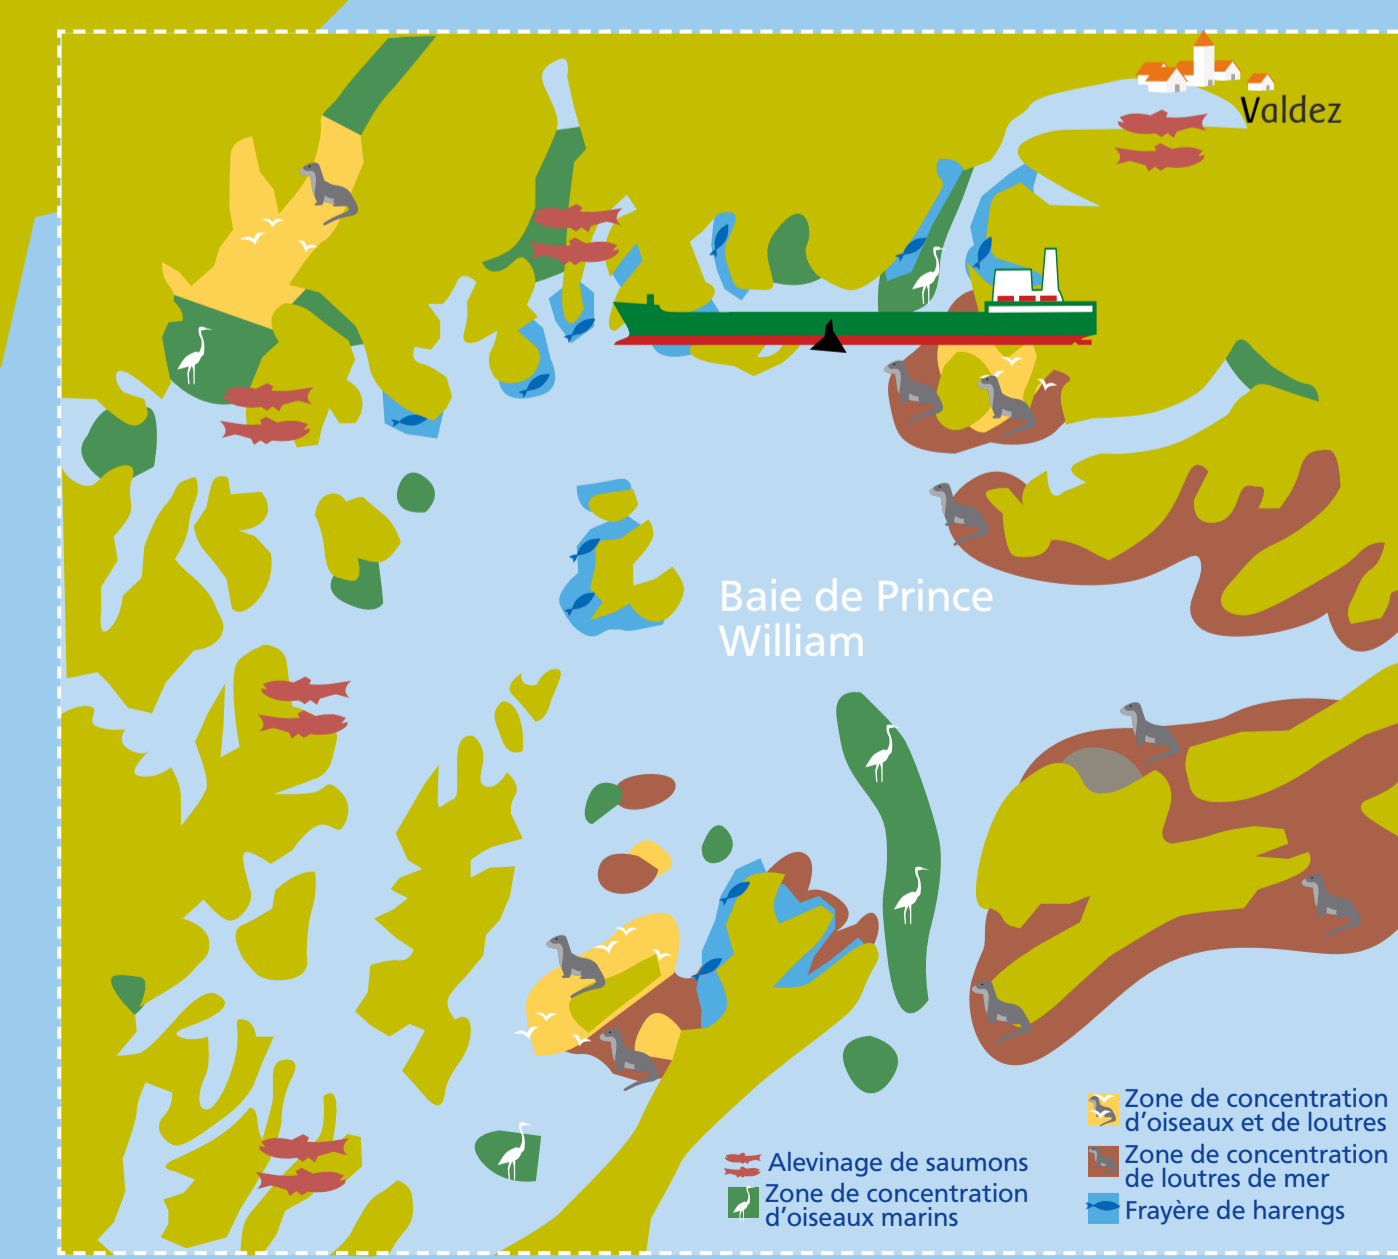 Valdez
Baie de Prince
William
Alevinage de saumons
Zone de concentration
d'oiseaux marins
Zone de concentration
d'oiseaux et de loutres
Zone de concentration
de loutres de mer
Frayère de harengs